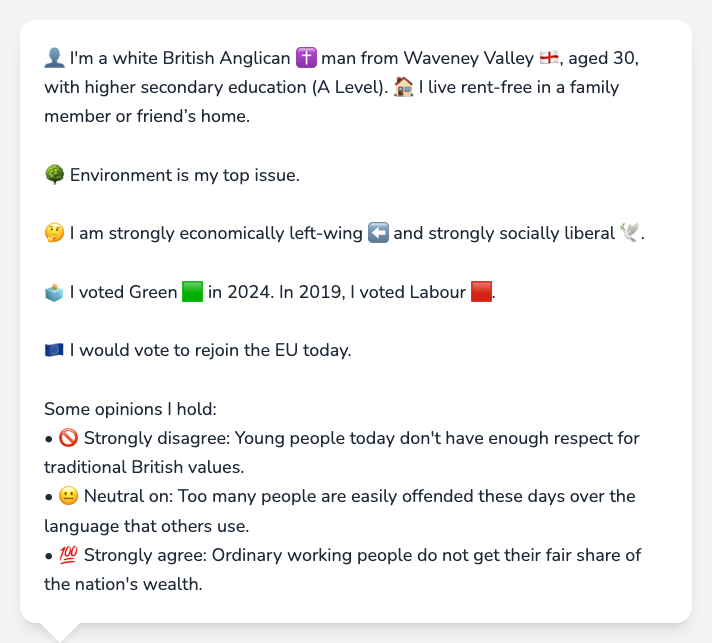 👤 I'm a white British Anglican ✝️ man from Waveney Valley 🏴󠁧󠁢󠁥󠁮󠁧󠁿, aged 30,
with higher secondary education (A Level). 🏠 I live rent-free in a family
member or friend’s home.
🌳 Environment is my top issue.
🤔 I am strongly economically left-wing ⬅️ and strongly socially liberal 🕊️.
🗳️ I voted Green 🟩 in 2024. In 2019, I voted Labour 🟥.
🇪🇺 I would vote to rejoin the EU today.
Some opinions I hold:
• 🚫 Strongly disagree: Young people today don't have enough respect for
traditional British values.
• 😐 Neutral on: Too many people are easily offended these days over the
language that others use.
• 💯 Strongly agree: Ordinary working people do not get their fair share of
the nation's wealth.